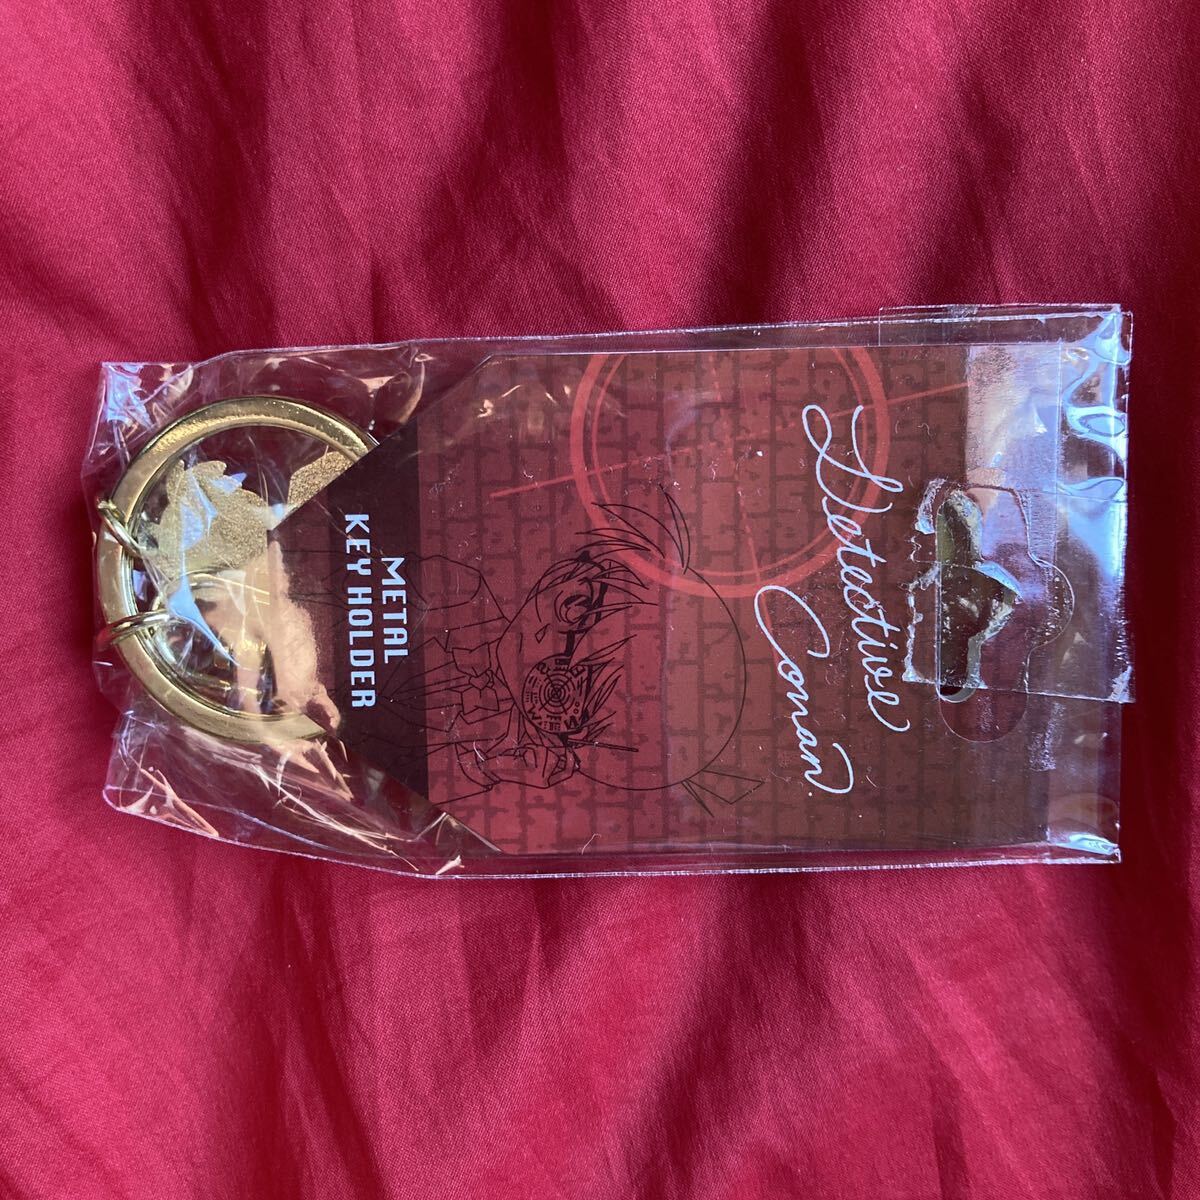 Detective
Conan.
METAL
KEY HOLDER